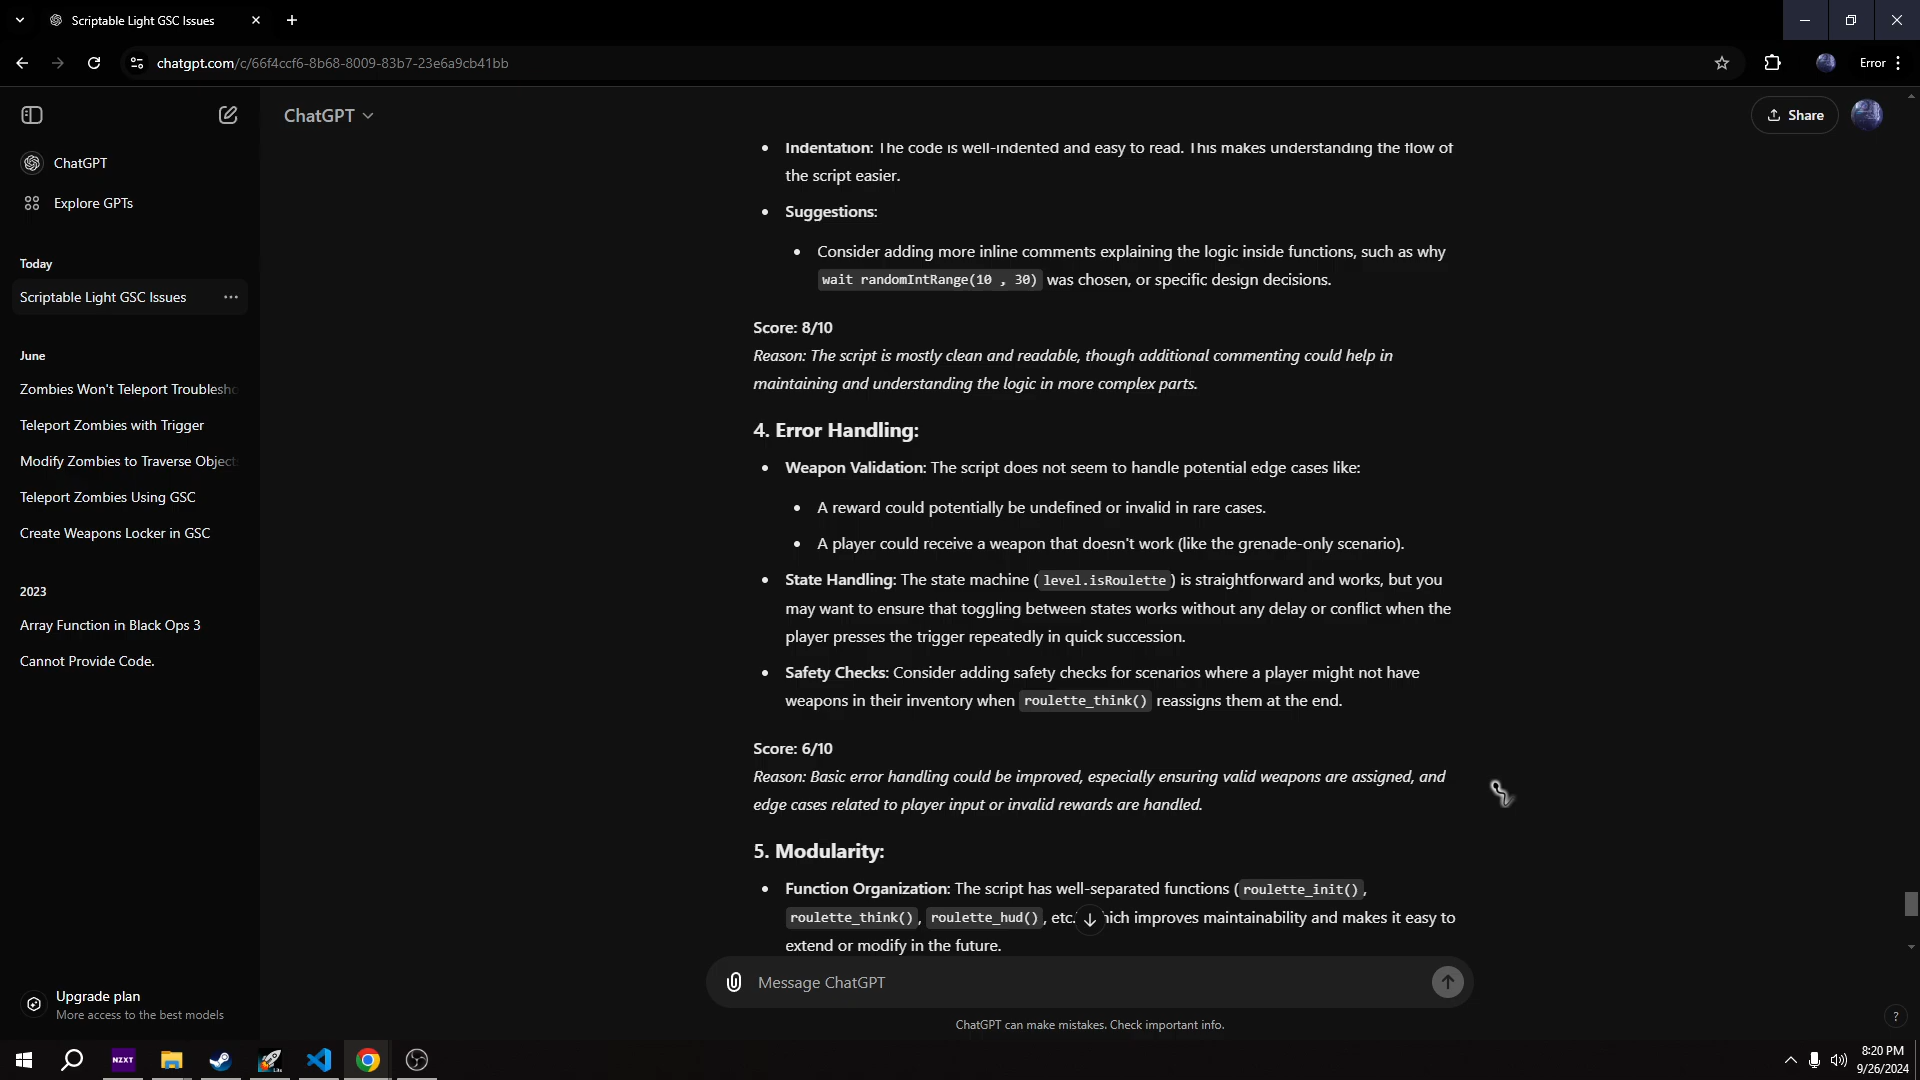 Scriptable Light GSC Issues
chatgpt.com/c/66f4ccf6-8b68-8009-83b7-23e6a9cb41bb
Error
ChatGPT
Explore GPTs
Today
Scriptable Light GSC Issues
June
Zombies Won't Teleport Troublesho
Teleport Zombies with Trigger
Modify Zombies to Traverse Object
Teleport Zombies Using GSC
Create Weapons Locker in GSC
2023
Array Function in Black Ops 3
Cannot Provide Code.
Upgrade plan
More access to the best models
ChatGPT
Share
Indentation: The code is well-indented and easy to read. This makes understanding the flow of
the script easier.
Suggestions:
Consider adding more inline comments explaining the logic inside functions, such as why
wait randomIntRange(10 , 30) was chosen, or specific design decisions.
Score: 8/10
Reason: The script is mostly clean and readable, though additional commenting could help in
maintaining and understanding the logic in more complex parts.
4. Error Handling:
Weapon Validation: The script does not seem to handle potential edge cases like:
A reward could potentially be undefined or invalid in rare cases.
A player could receive a weapon that doesn't work (like the grenade-only scenario).
State Handling: The state machine ( level.isRoulette ) is straightforward and works, but you
may want to ensure that toggling between states works without any delay or conflict when the
player presses the trigger repeatedly in quick succession.
Safety Checks: Consider adding safety checks for scenarios where a player might not have
weapons in their inventory when roulette_think() reassigns them at the end.
Score: 6/10
Reason: Basic error handling could be improved, especially ensuring valid weapons are assigned, and
edge cases related to player input or invalid rewards are handled.
5. Modularity:
Function Organization: The script has well-separated functions ( roulette_init() ,
roulette_think() , roulette_hud() , etc. hich improves maintainability and makes it easy to
extend or modify in the future.
Message ChatGPT
ChatGPT can make mistakes. Check important info.
?
NZXT
Lite
8:20 PM
9/26/2024